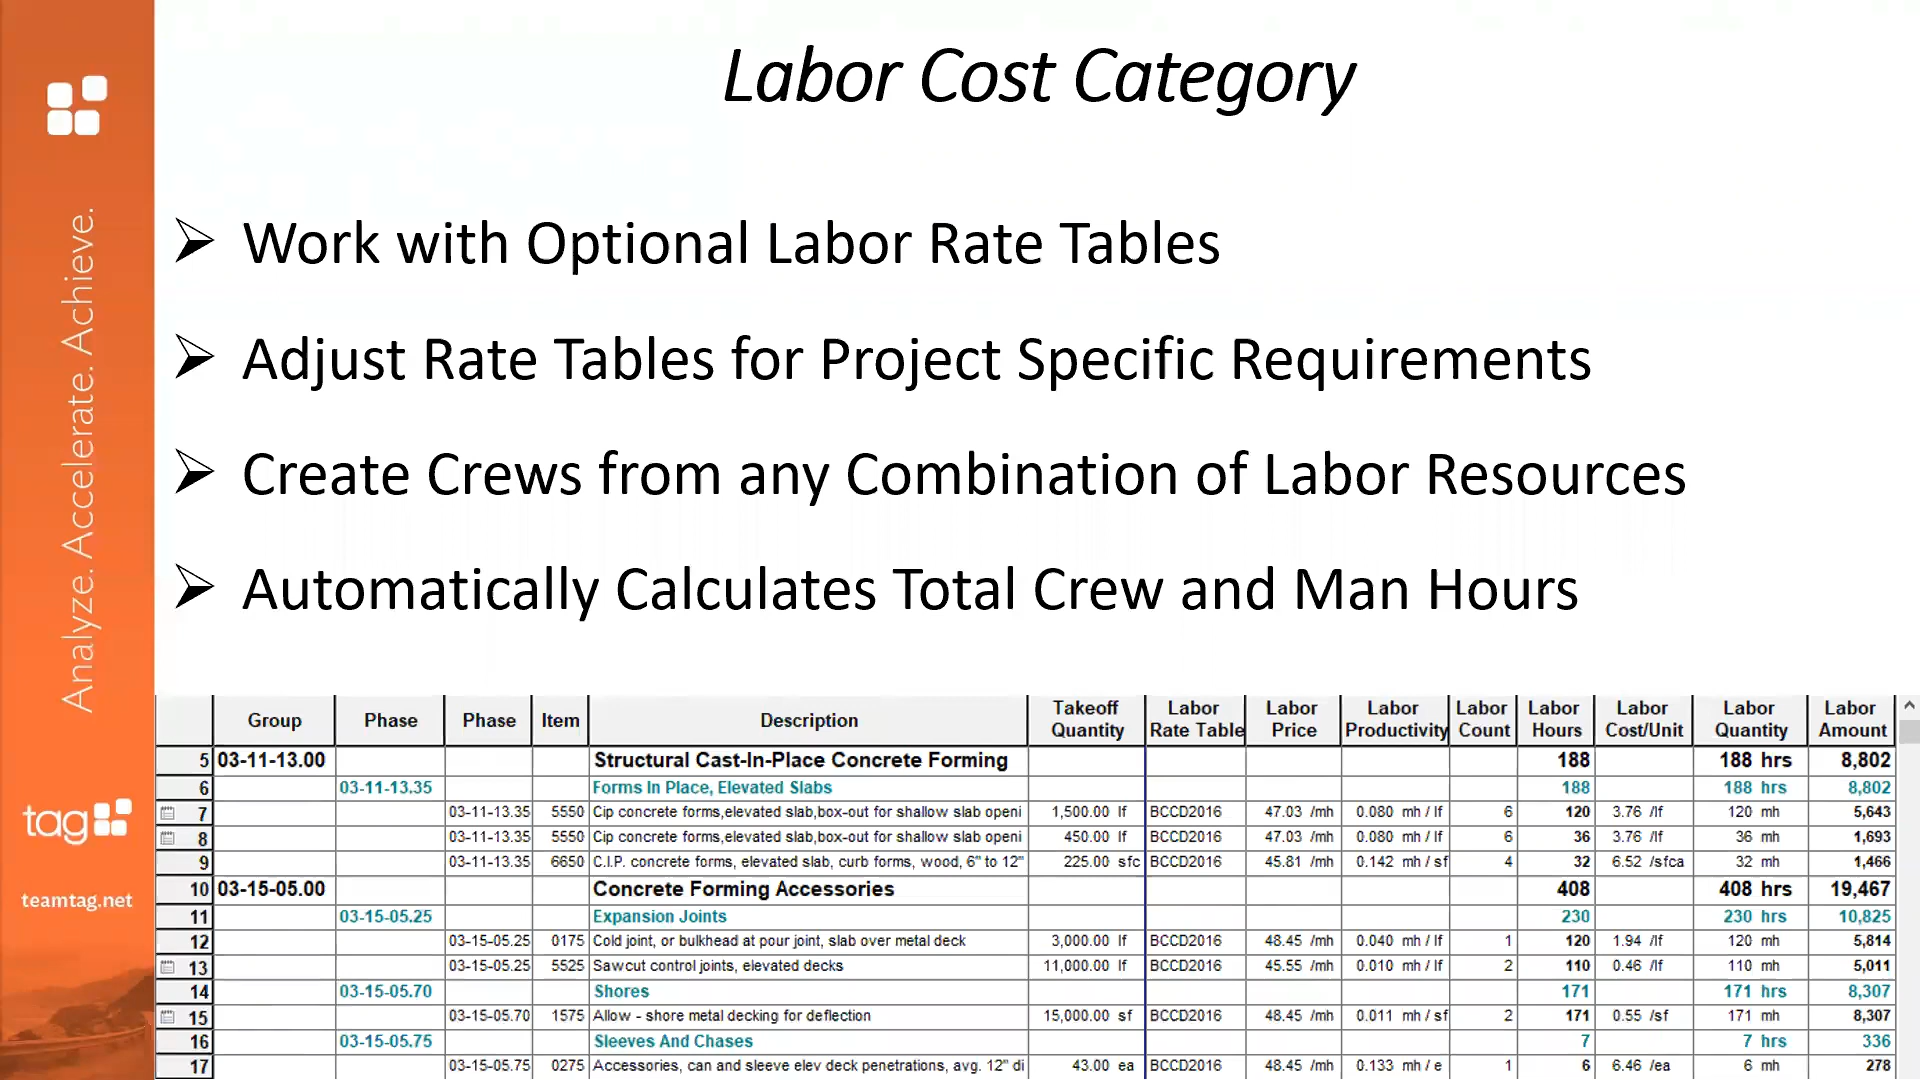 Labor Cost Category
Analyze. Accelerate. Achieve.
tag
teamtag.net
Work with Optional Labor Rate Tables
Adjust Rate Tables for Project Specific Requirements
Create Crews from any Combination of Labor Resources
Automatically Calculates Total Crew and Man Hours
Group Phase Phase Item Description Takeoff Quantity Labor Rate Table Labor Price Labor Productivity Labor Count Labor Hours Labor Cost/Unit Labor Quantity Labor Amount
5 03-11-13.00 Structural Cast-In-Place Concrete Forming 188 188 hrs 8,802
6 03-11-13.35 Forms In Place, Elevated Slabs 188 188 hrs 8,802
7 03-11-13.35 5550 Cip concrete forms,elevated slab,box-out for shallow slab openi 1,500.00 lf BCCD2016 47.03 /mh 0.080 mh / lf 6 120 3.76 /lf 120 mh 5,643
8 03-11-13.35 5550 Cip concrete forms,elevated slab,box-out for shallow slab openi 450.00 lf BCCD2016 47.03 /mh 0.080 mh / lf 6 36 3.76 /lf 36 mh 1,693
9 03-11-13.35 6650 C.I.P. concrete forms, elevated slab, curb forms, wood, 6" to 12" 225.00 sfc BCCD2016 45.81 /mh 0.142 mh / sf 4 32 6.52 /sfca 32 mh 1,466
10 03-15-05.00 Concrete Forming Accessories 408 408 hrs 19,467
11 03-15-05.25 Expansion Joints 230 230 hrs 10,825
12 03-15-05.25 0175 Cold joint, or bulkhead at pour joint, slab over metal deck 3,000.00 lf BCCD2016 48.45 /mh 0.040 mh / lf 1 120 1.94 /lf 120 mh 5,814
13 03-15-05.25 5525 Sawcut control joints, elevated decks 11,000.00 lf BCCD2016 45.55 /mh 0.010 mh / lf 2 110 0.46 /lf 110 mh 5,011
14 03-15-05.70 Shores 171 171 hrs 8,307
15 03-15-05.70 1575 Allow - shore metal decking for deflection 15,000.00 sf BCCD2016 48.45 /mh 0.011 mh / sf 2 171 0.55 /sf 171 mh 8,307
16 03-15-05.75 Sleeves And Chases 7 7 hrs 336
17 03-15-05.75 0275 Accessories, can and sleeve elev deck penetrations, avg. 12" di 43.00 ea BCCD2016 48.45 /mh 0.133 mh / e 1 6 6.46 /ea 6 mh 278